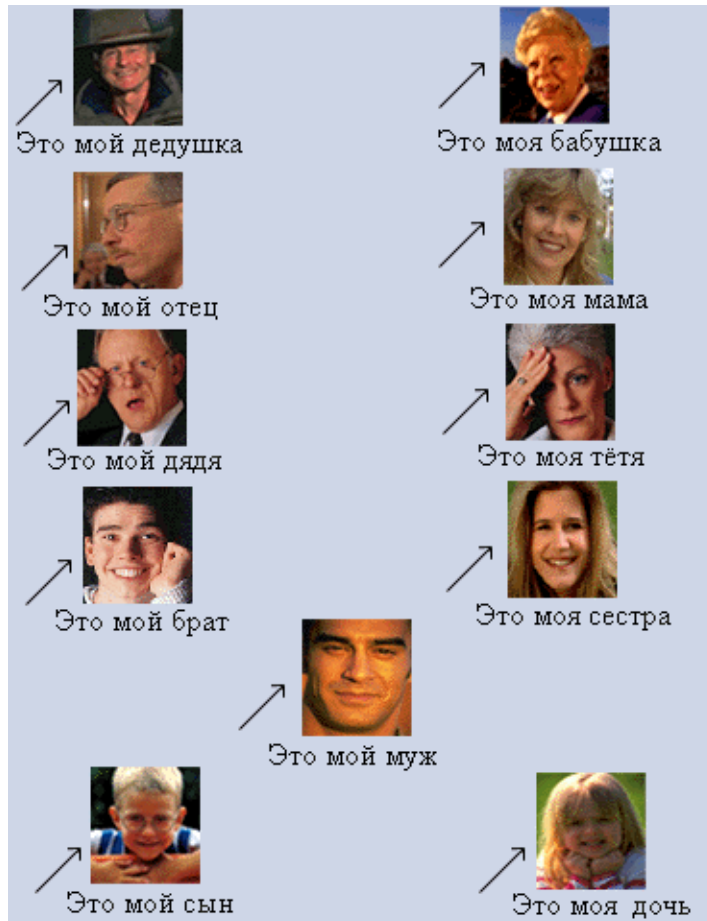 Это мой дедушка
Это моя бабушка
Это мой отец
Это моя мама
Это мой дядя
Это моя тётя
Это мой брат
Это моя сестра
Это мой муж
Это мой сын
Это моя дочь